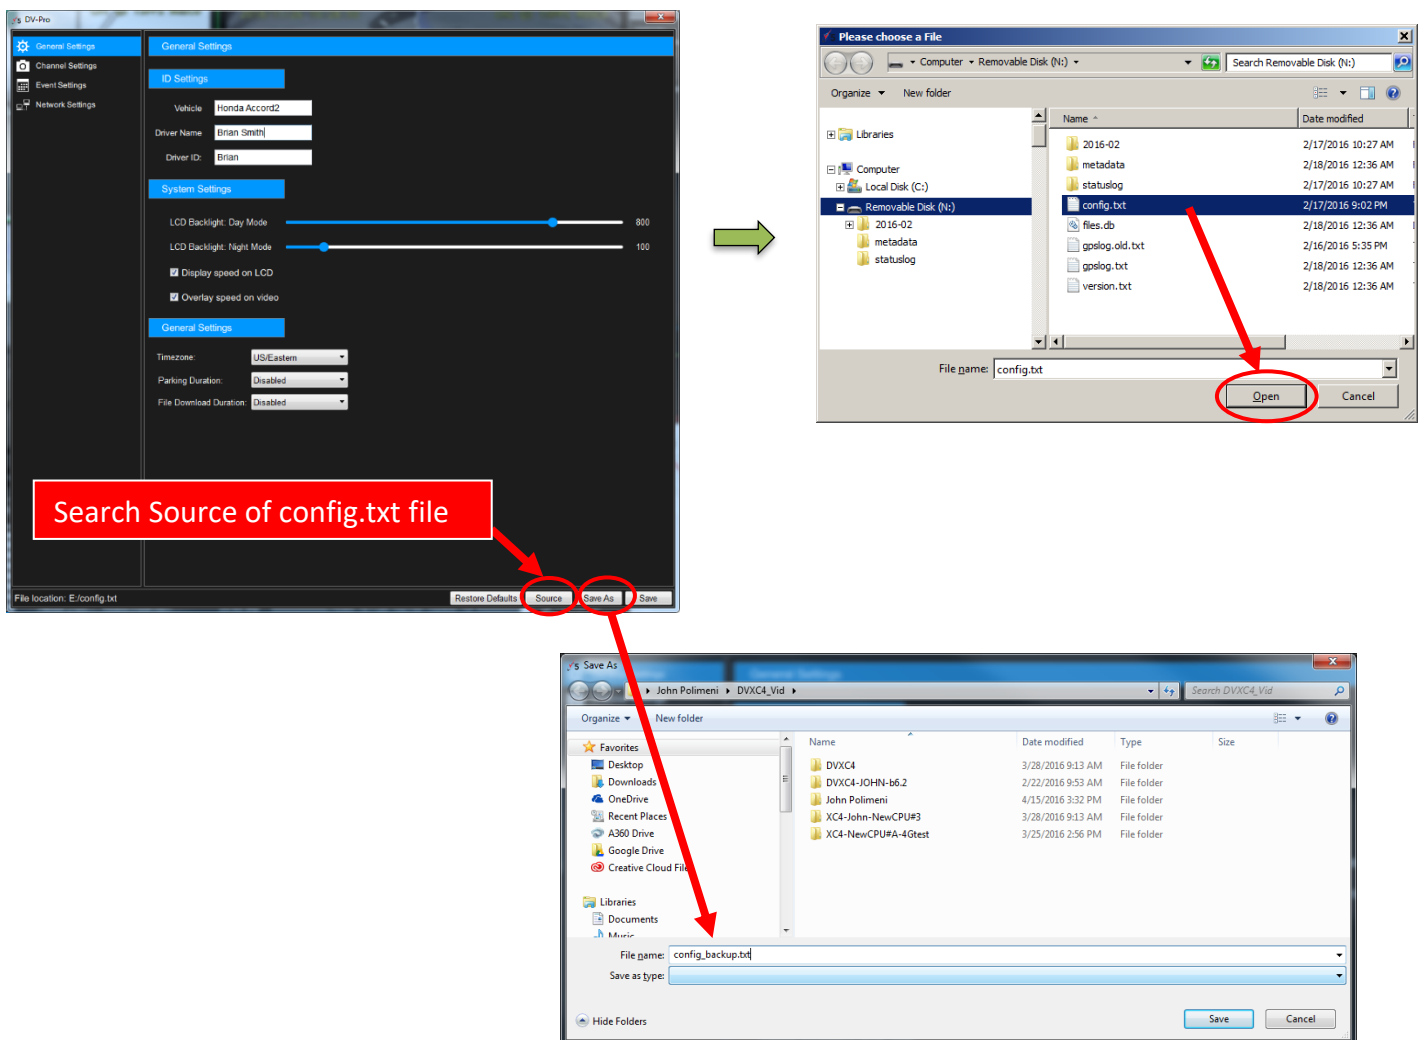 DV-Pro
General Settings
Channel Settings
Event Settings
Network Settings
General Settings
ID Settings
Vehicle Honda Accord2
Driver Name Brian Smith
Driver ID: Brian
System Settings
LCD Backlight: Day Mode 800
LCD Backlight: Night Mode 100
Display speed on LCD
Overlay speed on video
General Settings
Timezone: US/Eastern
Parking Duration: Disabled
File Download Duration: Disabled
Search Source of config.txt file
File location: E:/config.txt
Restore Defaults Source Save As Save
Please choose a File
Computer Removable Disk (N:)
Search Removable Disk (N:)
Organize New folder
Libraries
Computer
Local Disk (C:)
Removable Disk (N:)
2016-02
metadata
statuslog
Name Date modified
2016-02 2/17/2016 10:27 AM
metadata 2/18/2016 12:36 AM
statuslog 2/17/2016 10:27 AM
config.txt 2/17/2016 9:02 PM
files.db 2/18/2016 12:36 AM
gpslog.old.txt 2/16/2016 5:35 PM
gpslog.txt 2/18/2016 12:36 AM
version.txt 2/18/2016 12:36 AM
File name: config.txt
Open Cancel
Save As
John Polimeni DVXC4_Vid
Search DVXC4_Vid
Organize New folder
Favorites
Desktop
Downloads
OneDrive
Recent Places
A360 Drive
Google Drive
Creative Cloud Fil
Libraries
Documents
Music
Name Date modified Type Size
DVXC4 3/28/2016 9:13 AM File folder
DVXC4-JOHN-b6.2 2/22/2016 9:53 AM File folder
John Polimeni 4/15/2016 3:32 PM File folder
XC4-John-NewCPU#3 3/28/2016 9:13 AM File folder
XC4-NewCPU#A-4Gtest 3/25/2016 2:56 PM File folder
File name: config_backup.txt
Save as type:
Hide Folders
Save Cancel